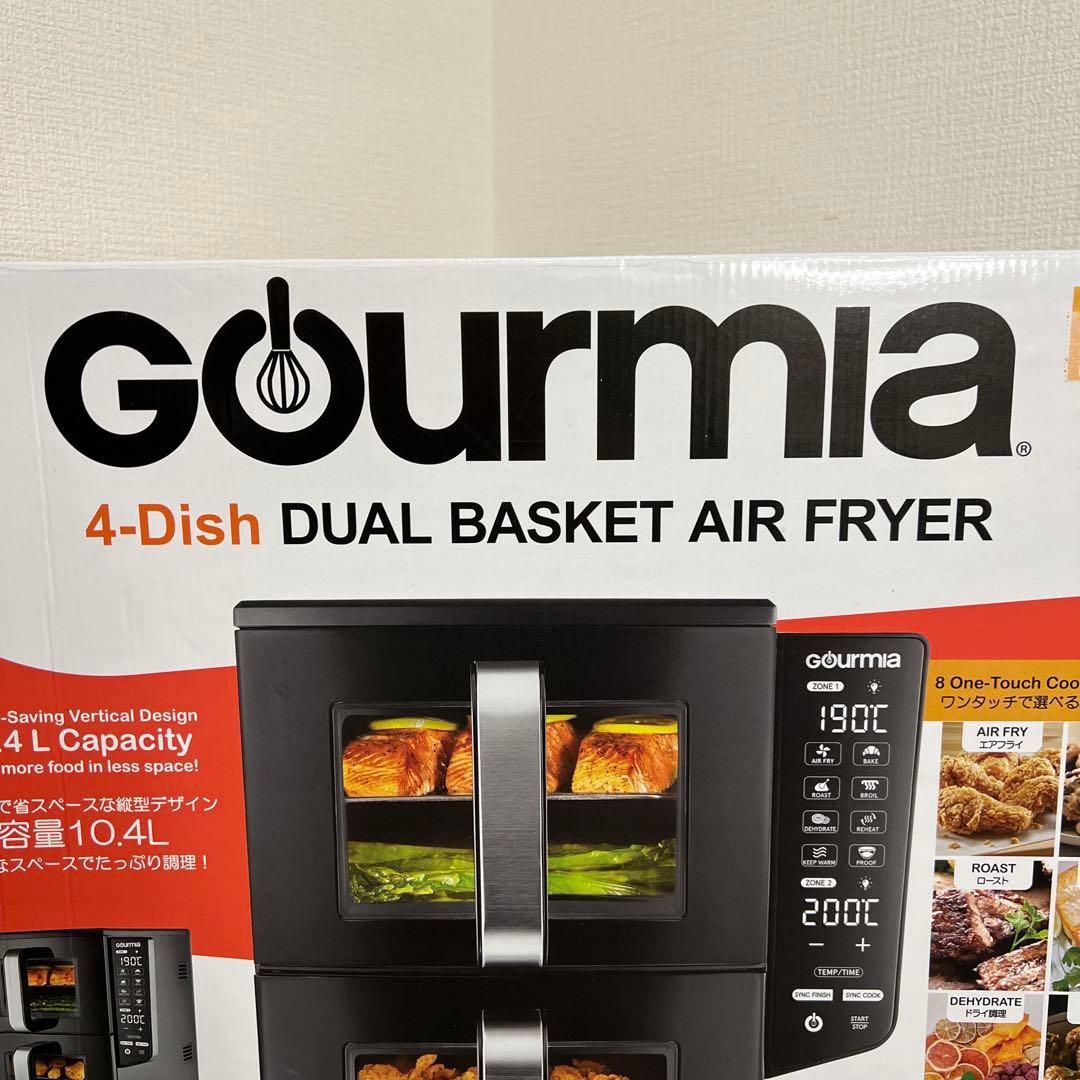 GOurmia®
4-Dish DUAL BASKET AIR FRYER
-Saving Vertical Design
.4 L Capacity
more food in less space!
で省スペースな縦型デザイン
容量10.4L
なスペースでたっぷり調理！
GOurmia
ZONE 1
190℃
AIR FRY BAKE
ROAST BROIL
DEHYDRATE REHEAT
KEEP WARM PROOF
ZONE 2
200℃
− +
TEMP/TIME
SYNC FINISH SYNC COOK
START STOP
8 One-Touch Coo
ワンタッチで選べる
AIR FRY
エアフライ
ROAST
ロースト
DEHYDRATE
ドライ調理
GOurmia
190℃
200℃